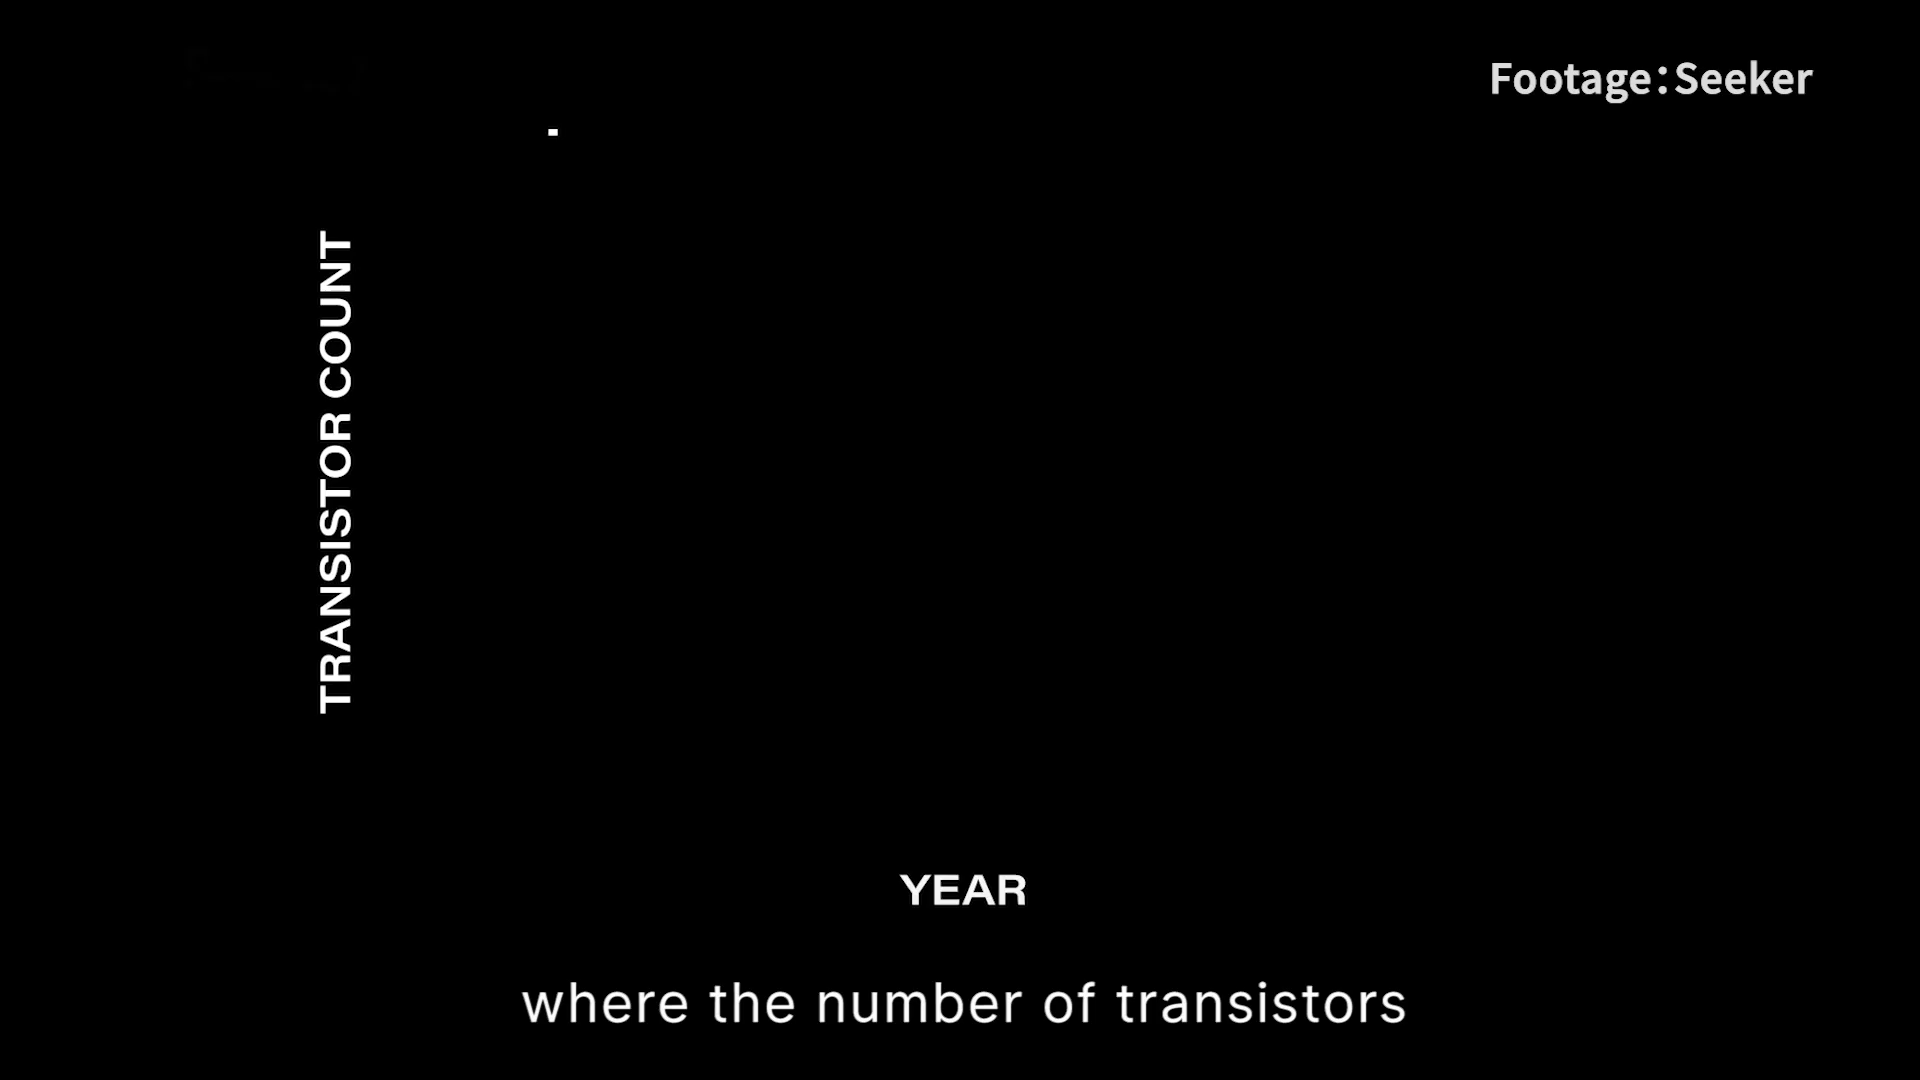 Footage:Seeker
TRANSISTOR COUNT
YEAR
where the number of transistors